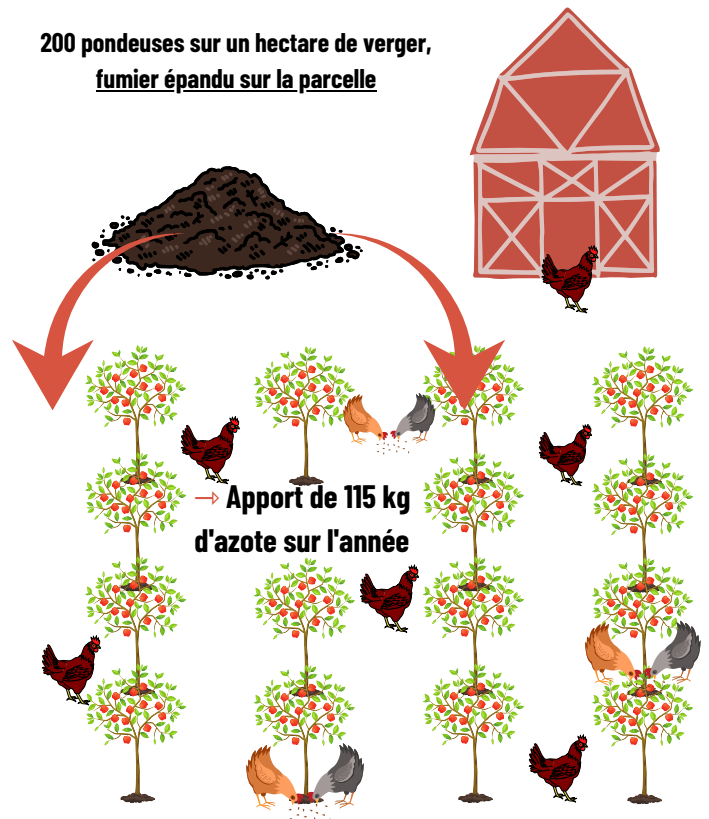 200 pondeuses sur un hectare de verger,
fumier épandu sur la parcelle
→ Apport de 115 kg
d'azote sur l'année